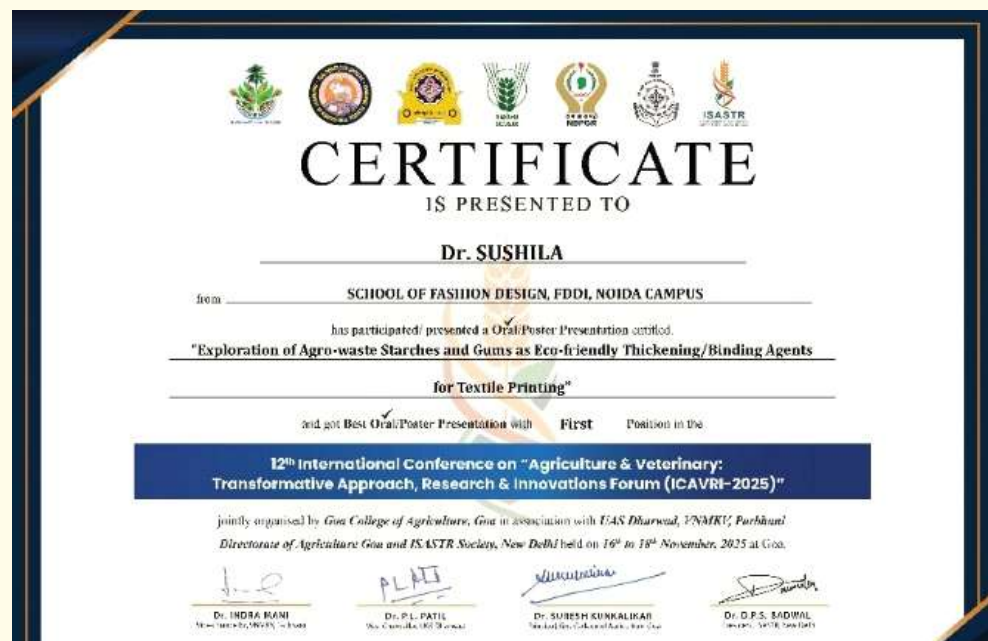 NBPGR
ISASTR
CERTIFICATE
IS PRESENTED TO
Dr. SUSHILA
from SCHOOL OF FASHION DESIGN, FDDI, NOIDA CAMPUS
has participated/ presented a Oral/Poster Presentation entitled.
"Exploration of Agro-waste Starches and Gums as Eco-friendly Thickening/Binding Agents
for Textile Printing"
and got Best Oral/Poster Presentation with First Position in the
12th International Conference on "Agriculture & Veterinary:
Transformative Approach, Research & Innovations Forum (ICAVRI-2025)"
jointly organised by Goa College of Agriculture, Goa in association with UAS Dharwad, VNMKV, Parbhani
Directorate of Agriculture Goa and ISASTR Society, New Delhi held on 16th to 18th November, 2025 at Goa.
Dr. INDRA MANI Dr. P.L. PATIL Dr. SURESH KUNKALIKAR Dr. D.P.S. BADWAL